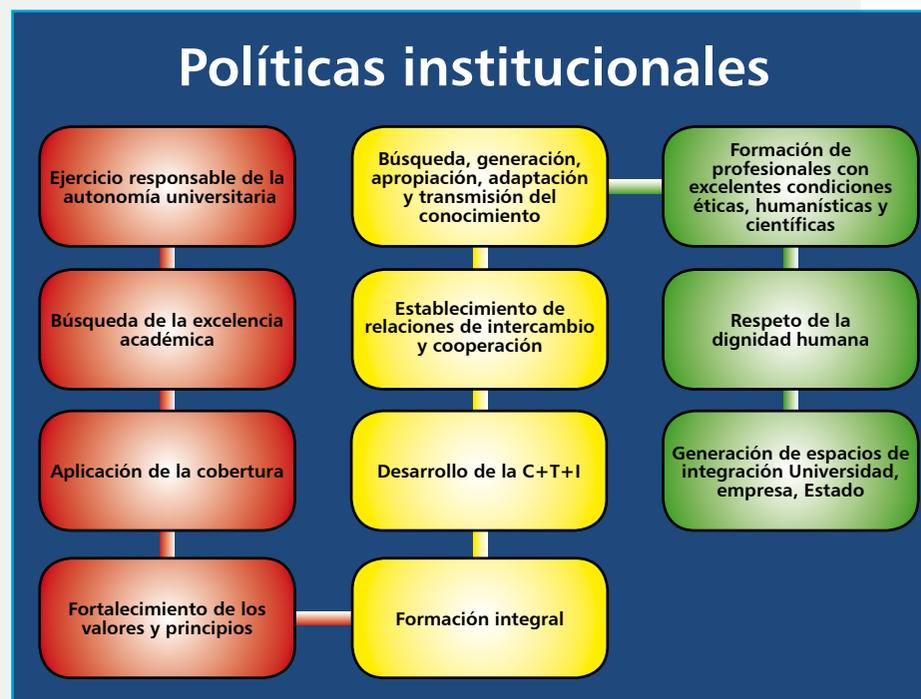 Políticas institucionales
Ejercicio responsable de la
autonomía universitaria
Búsqueda de la excelencia
académica
Aplicación de la cobertura
Fortalecimiento de los
valores y principios
Búsqueda, generación,
apropiación, adaptación
y transmisión del
conocimiento
Establecimiento de
relaciones de intercambio
y cooperación
Desarrollo de la C+T+I
Formación integral
Formación de
profesionales con
excelentes condiciones
éticas, humanísticas y
científicas
Respeto de la
dignidad humana
Generación de espacios de
integración Universidad,
empresa, Estado